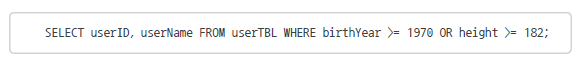 SELECT userID, userName FROM userTBL WHERE birthYear >= 1970 OR height >= 182;